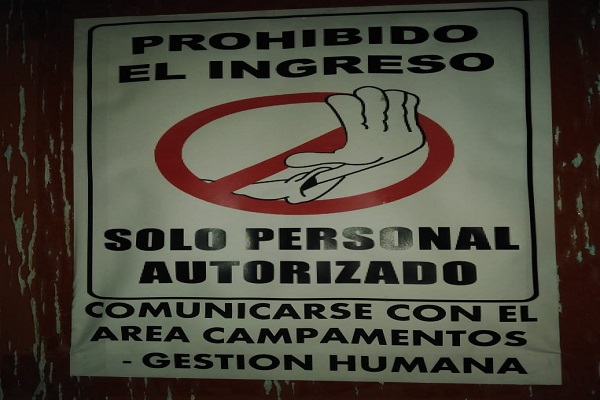 PROHIBIDO
EL INGRESO
SOLO PERSONAL
AUTORIZADO
COMUNICARSE CON EL
AREA CAMPAMENTOS
- GESTION HUMANA